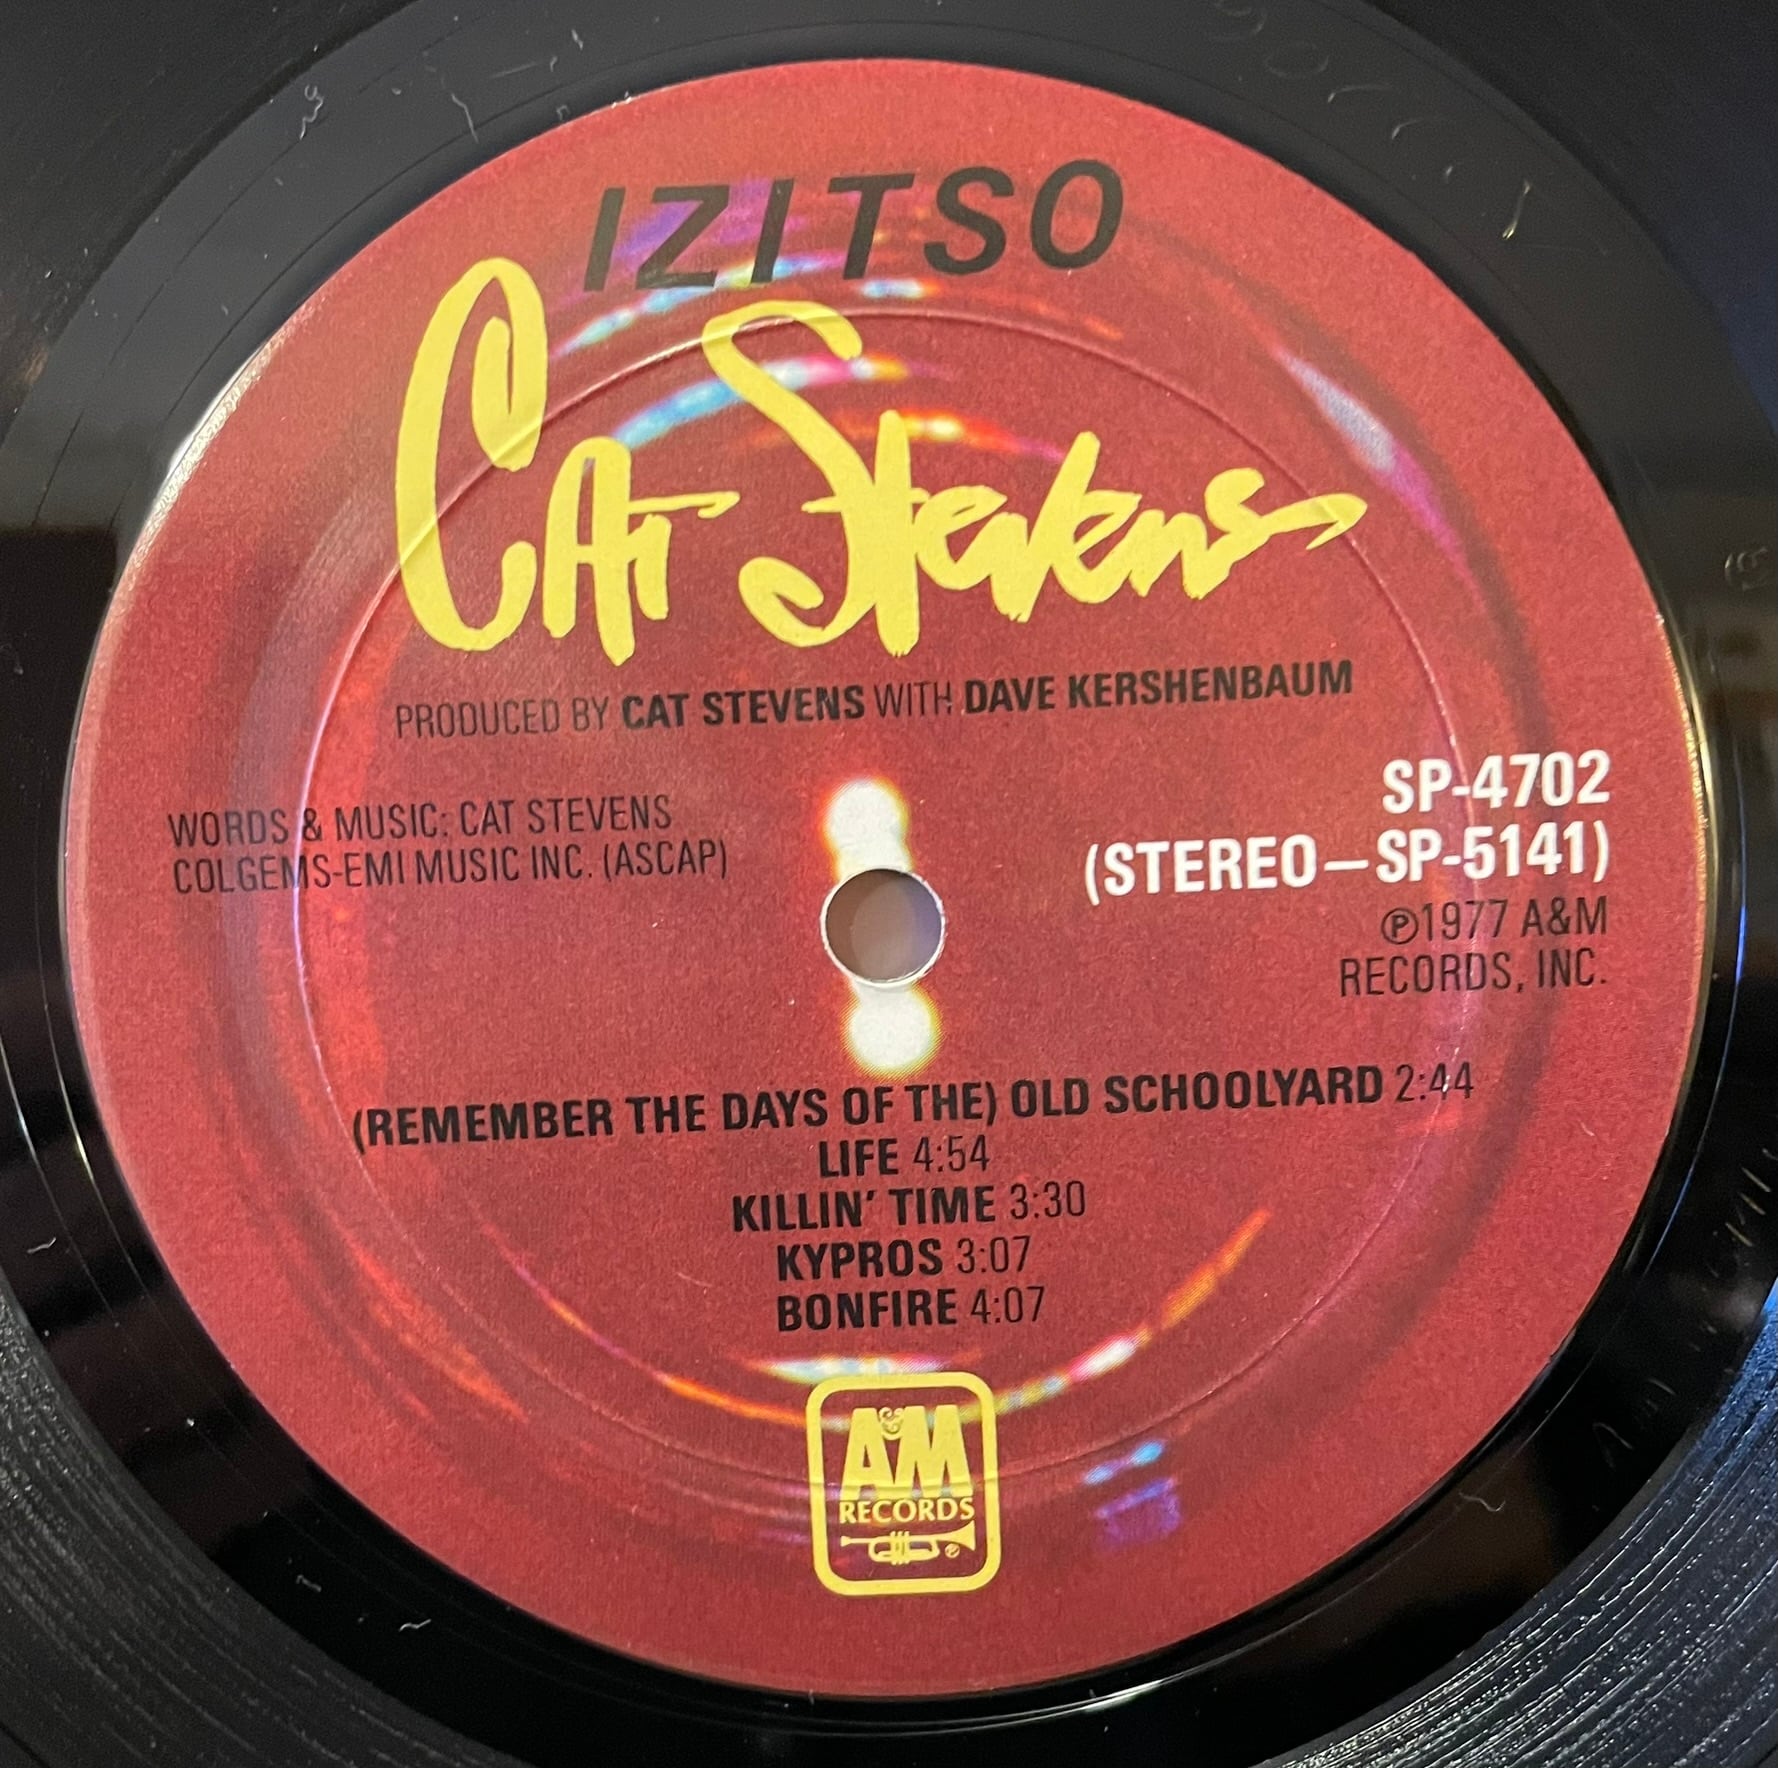 IZITSO
CAT STEVENS
PRODUCED BY CAT STEVENS WITH DAVE KERSHENBAUM
WORDS & MUSIC: CAT STEVENS
COLGEMS-EMI MUSIC INC. (ASCAP)
SP-4702
(STEREO—SP-5141)
℗1977 A&M
RECORDS, INC.
(REMEMBER THE DAYS OF THE) OLD SCHOOLYARD 2:44
LIFE 4:54
KILLIN' TIME 3:30
KYPROS 3:07
BONFIRE 4:07
A&M
RECORDS
®